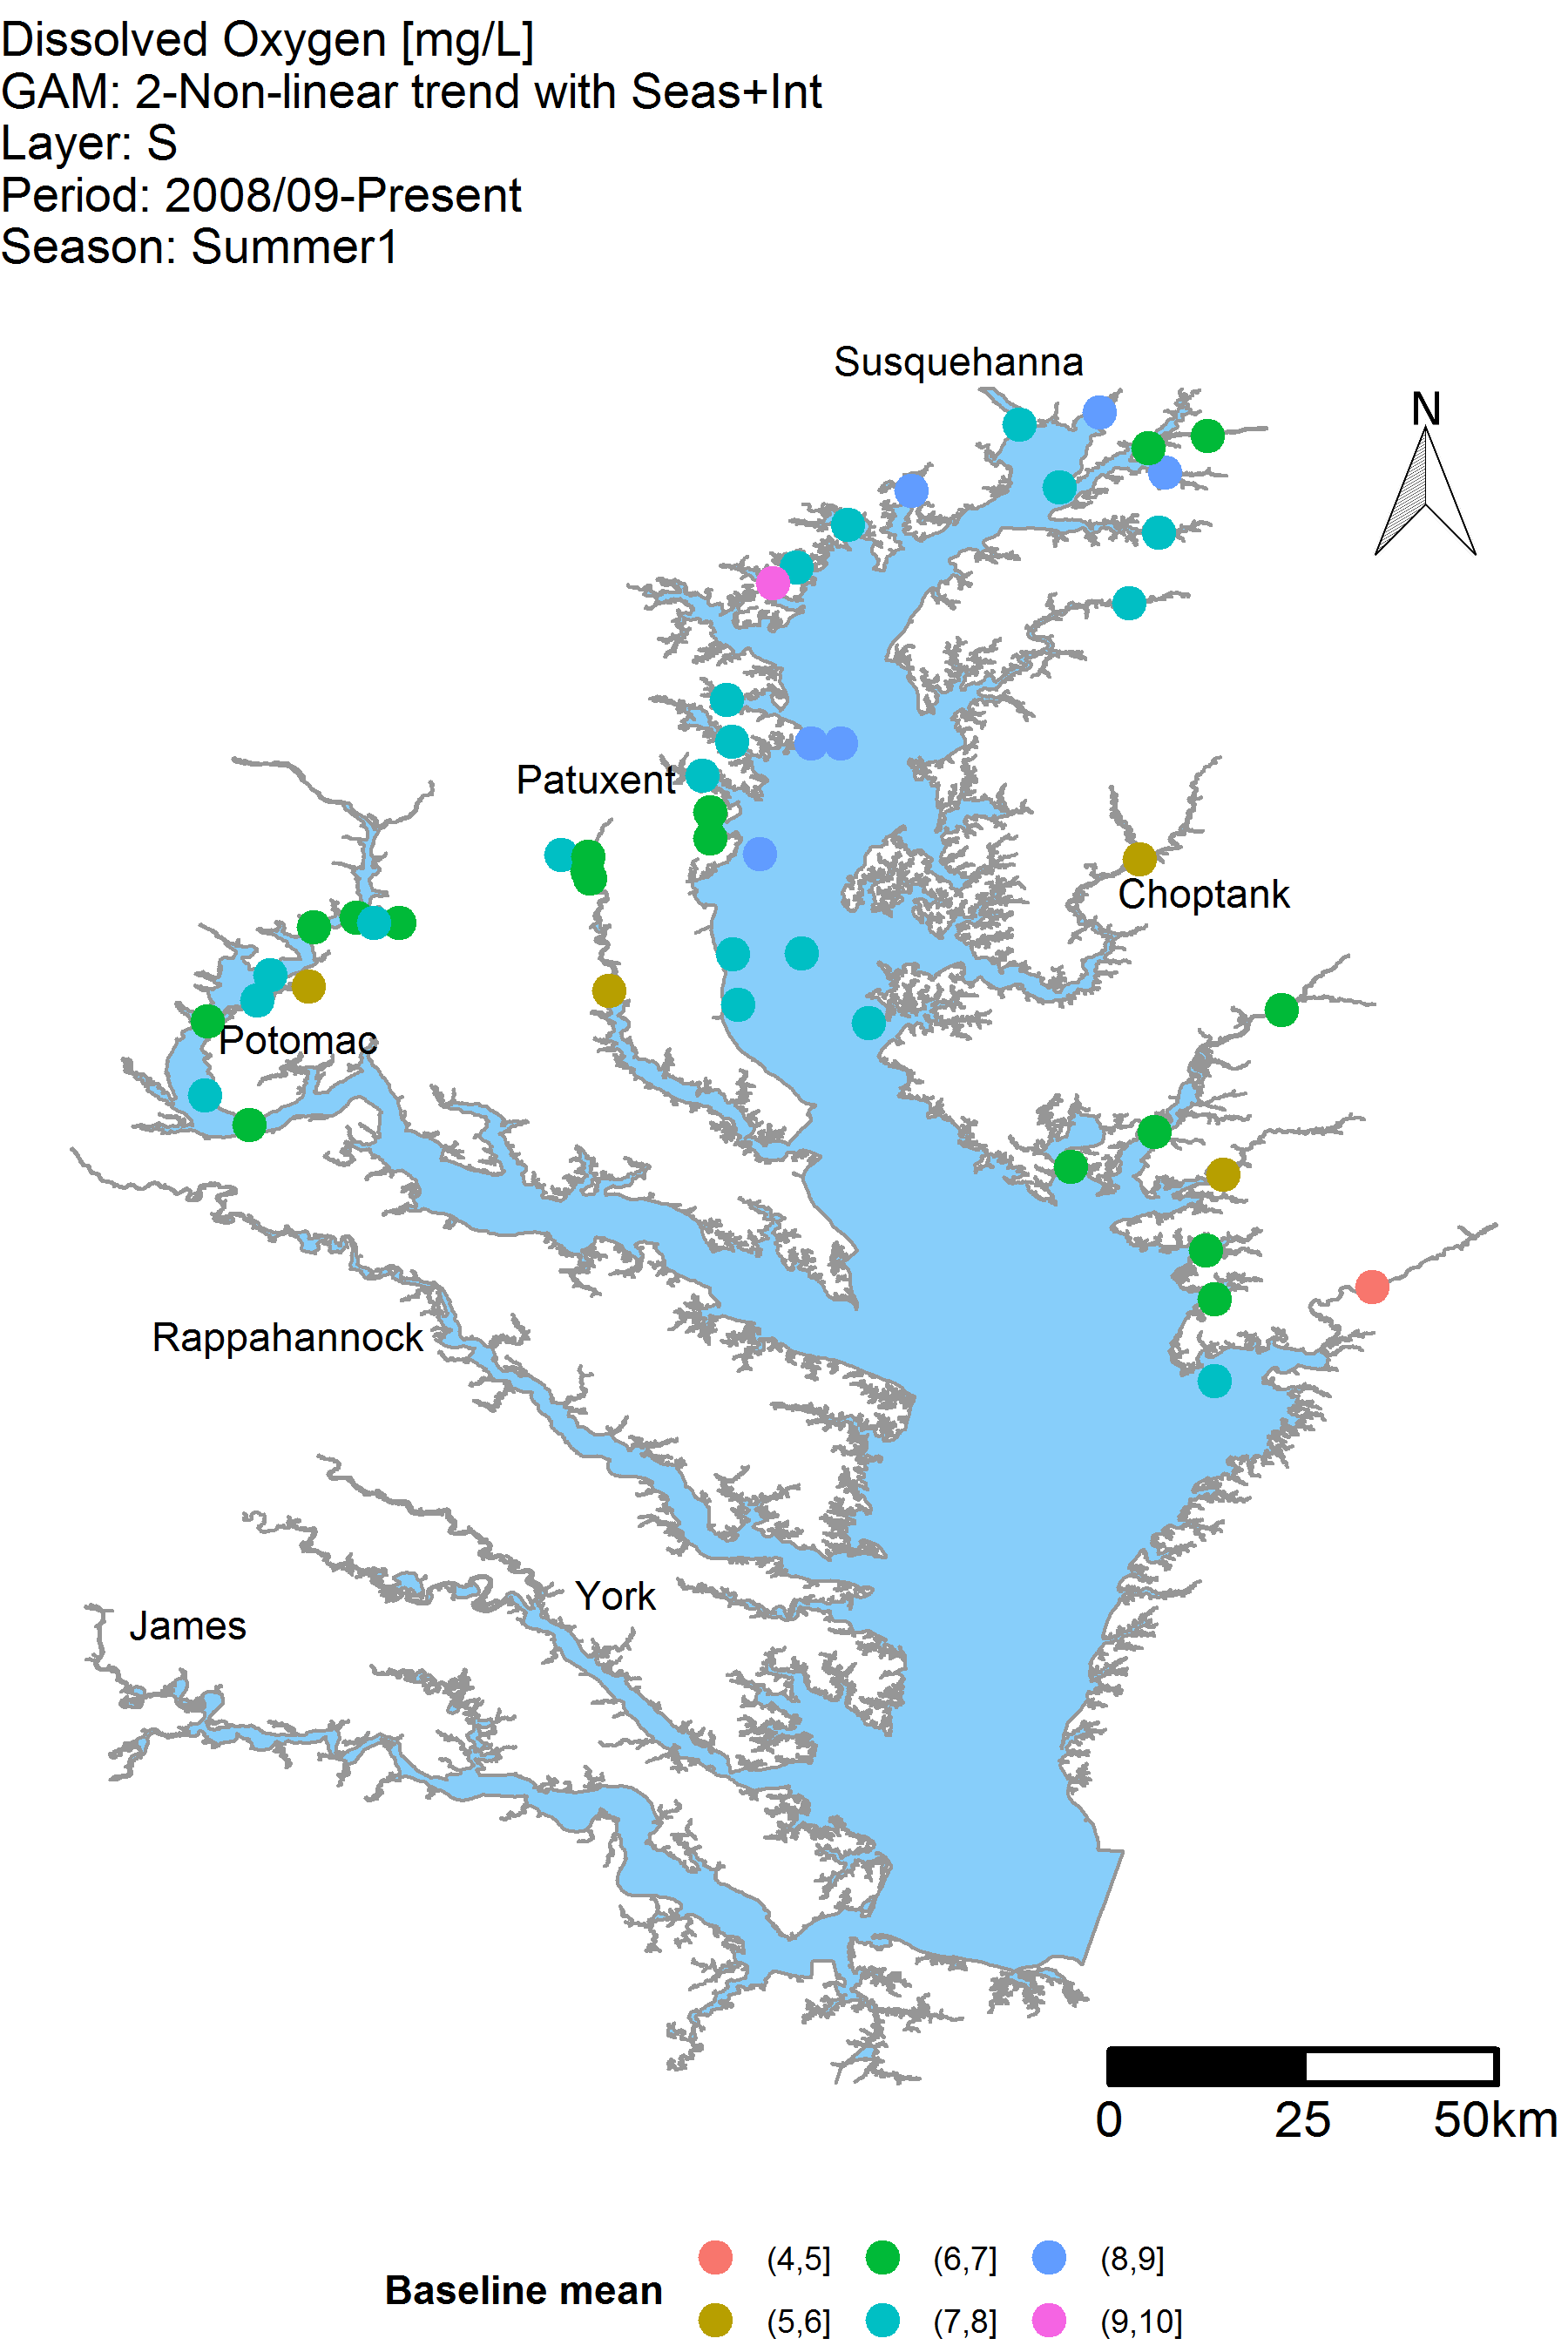 Dissolved Oxygen [mg/L]
GAM: 2-Non-linear trend with Seas+Int
Layer: S
Period: 2008/09-Present
Season: Summer1
Susquehanna
N
Patuxent
Choptank
Potomac
Rappahannock
York
James
0 25 50km
Baseline mean
(4,5] (6,7] (8,9]
(5,6] (7,8] (9,10]